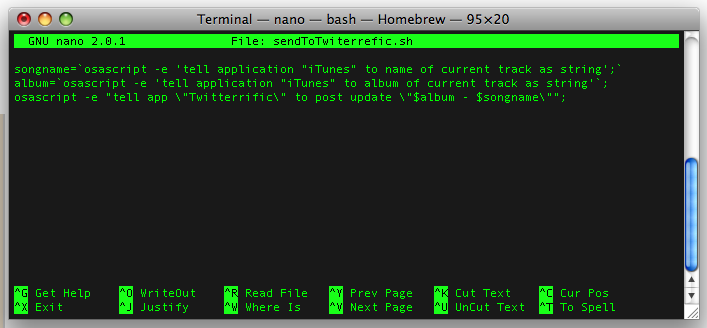 Terminal — nano — bash — Homebrew — 95×20
GNU nano 2.0.1 File: sendToTwiterrefic.sh
songname=`osascript -e 'tell application "iTunes" to name of current track as string';`
album=`osascript -e 'tell application "iTunes" to album of current track as string'`;
osascript -e "tell app \"Twitterrific\" to post update \"$album - $songname\"";
^G Get Help ^O WriteOut ^R Read File ^Y Prev Page ^K Cut Text ^C Cur Pos
^X Exit ^J Justify ^W Where Is ^V Next Page ^U UnCut Text ^T To Spell